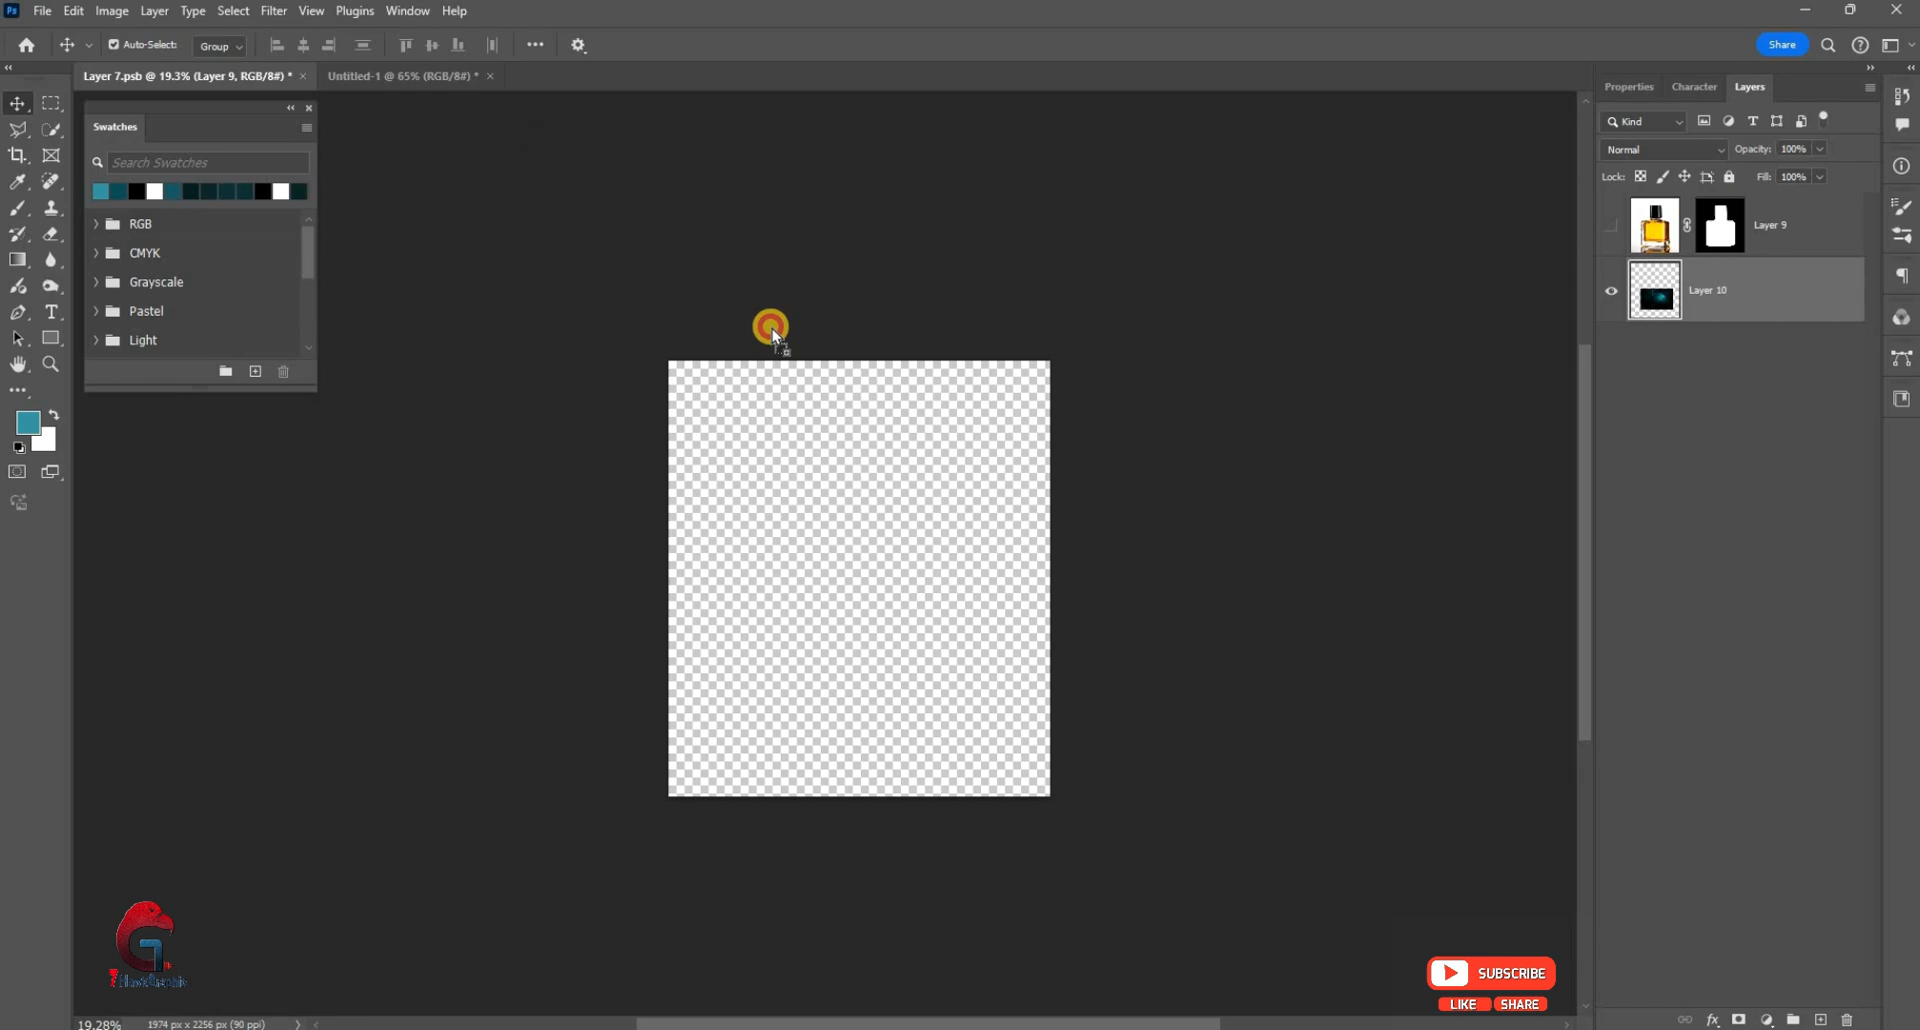 Ps File Edit Image Layer Type Select Filter View Plugins Window Help
Auto-Select: Group Share
Layer 7.psb @ 19.3% (Layer 9, RGB/8#) * × Untitled-1 @ 65% (RGB/8#) * ×
Properties Character Layers
Swatches
Kind
Search Swatches
Normal Opacity: 100%
Lock: Fill: 100%
RGB
Layer 9
CMYK
Grayscale
Layer 10
Pastel
Light
SUBSCRIBE
LIKE SHARE
19.28% 1974 px x 2256 px (90 ppi)